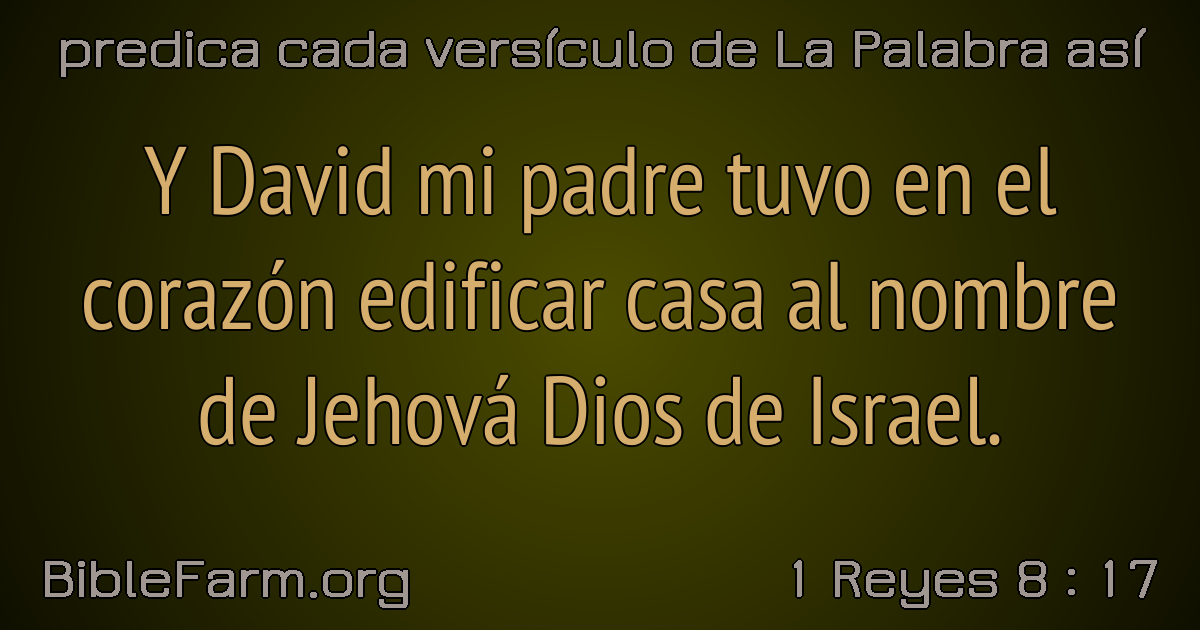 predica cada versículo de La Palabra así
Y David mi padre tuvo en el
corazón edificar casa al nombre
de Jehová Dios de Israel.
BibleFarm.org
1 Reyes 8 : 17